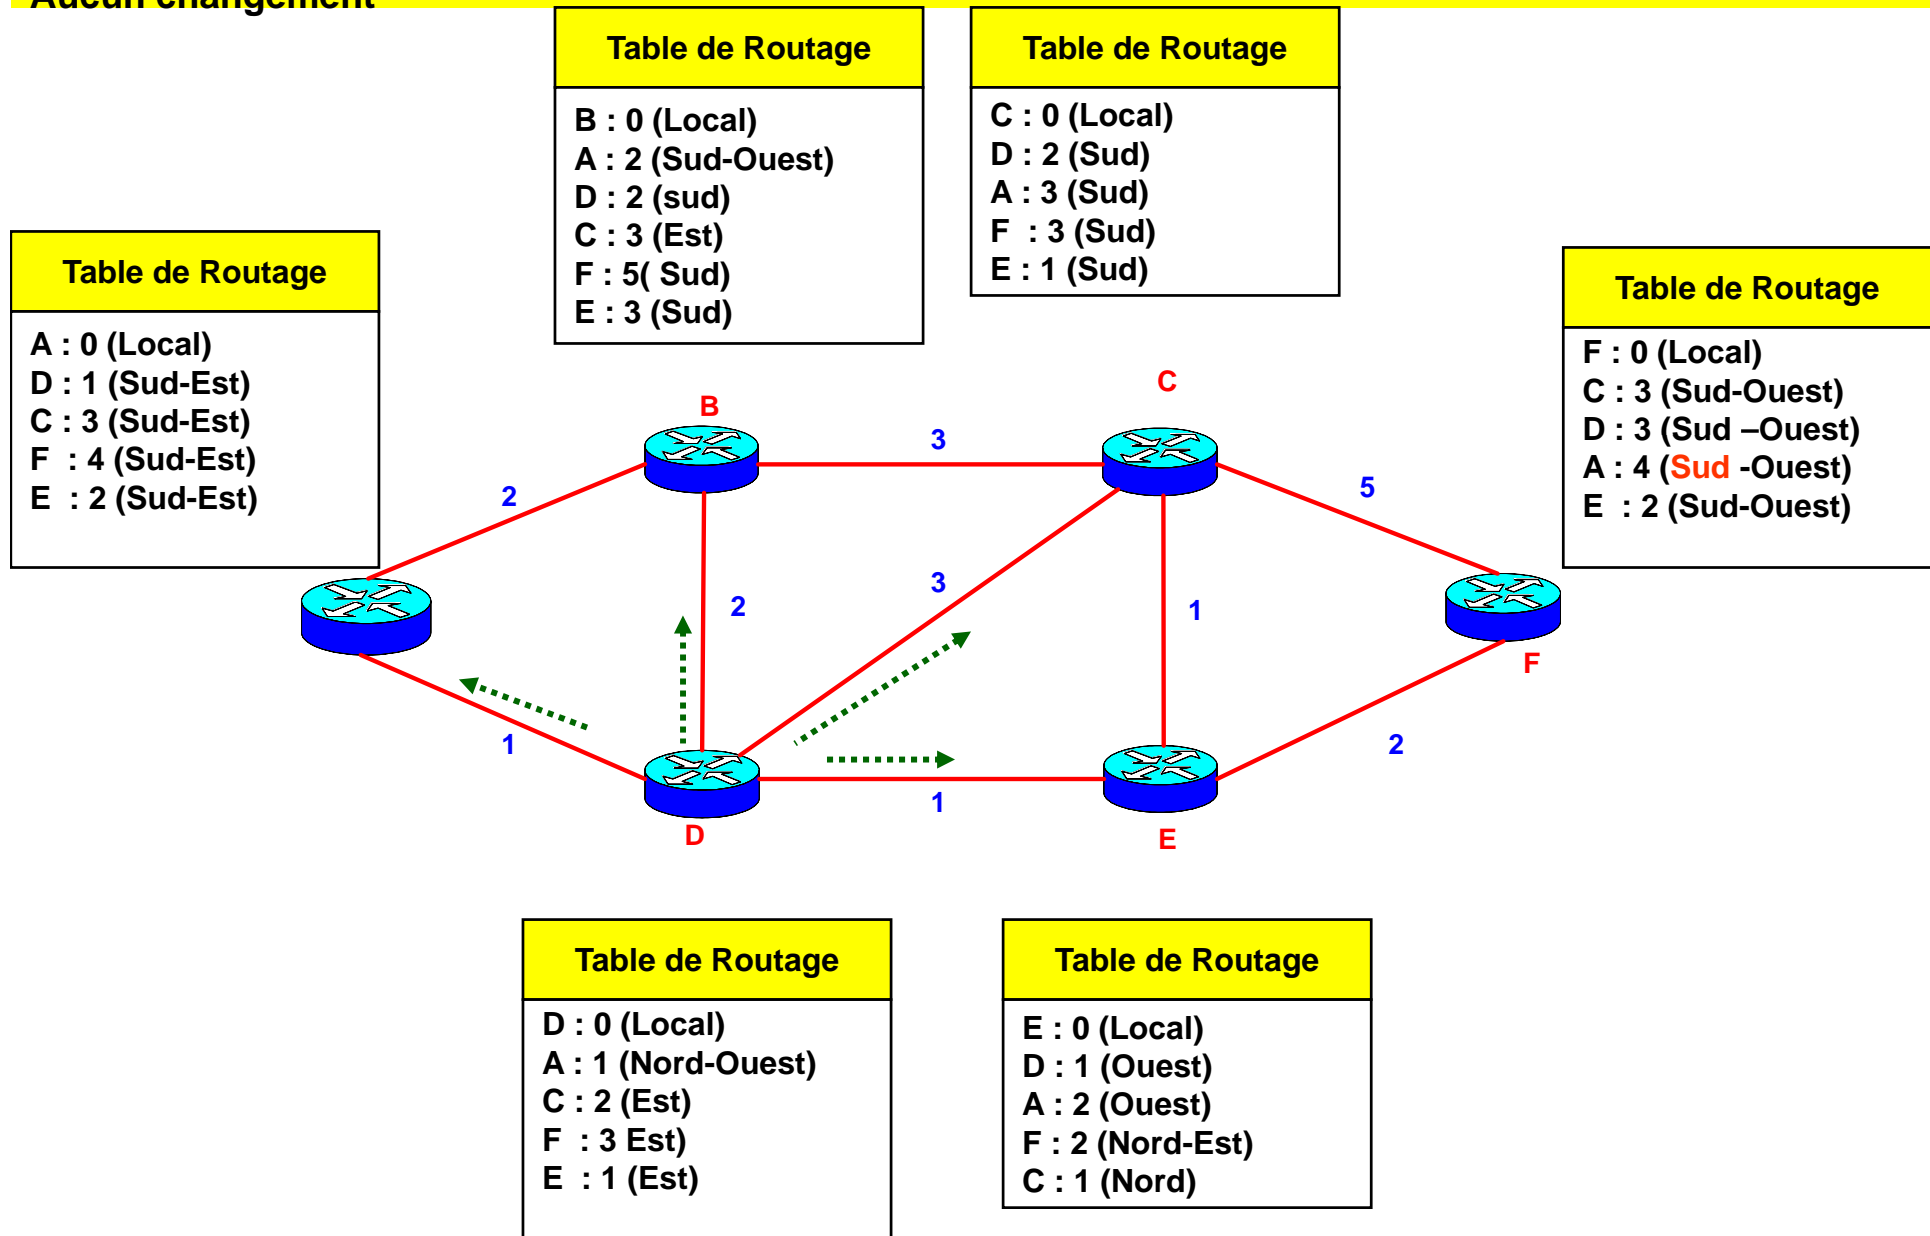 Aucun changement
Table de Routage
B : 0 (Local)
A : 2 (Sud-Ouest)
D : 2 (sud)
C : 3 (Est)
F : 5( Sud)
E : 3 (Sud)
Table de Routage
C : 0 (Local)
D : 2 (Sud)
A : 3 (Sud)
F : 3 (Sud)
E : 1 (Sud)
Table de Routage
A : 0 (Local)
D : 1 (Sud-Est)
C : 3 (Sud-Est)
F : 4 (Sud-Est)
E : 2 (Sud-Est)
Table de Routage
F : 0 (Local)
C : 3 (Sud-Ouest)
D : 3 (Sud –Ouest)
A : 4 (Sud -Ouest)
E : 2 (Sud-Ouest)
B
C
3
2
5
3
2
1
F
1
2
1
D
E
Table de Routage
D : 0 (Local)
A : 1 (Nord-Ouest)
C : 2 (Est)
F : 3 Est)
E : 1 (Est)
Table de Routage
E : 0 (Local)
D : 1 (Ouest)
A : 2 (Ouest)
F : 2 (Nord-Est)
C : 1 (Nord)